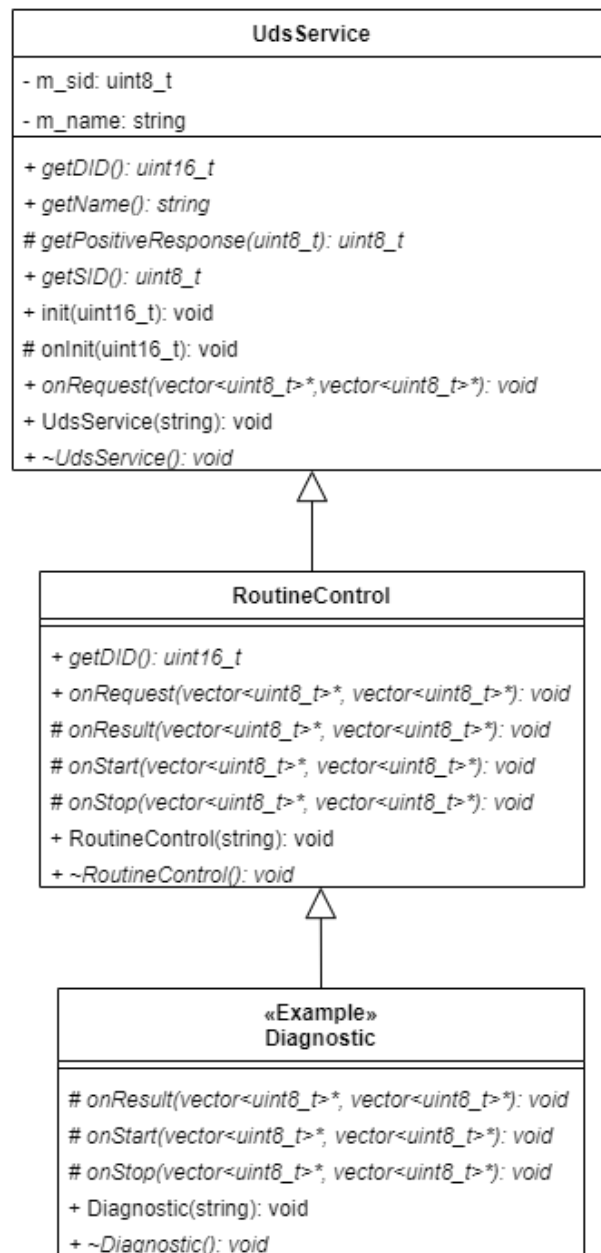 UdsService
- m_sid: uint8_t
- m_name: string
+ getDID(): uint16_t
+ getName(): string
# getPositiveResponse(uint8_t): uint8_t
+ getSID(): uint8_t
+ init(uint16_t): void
# onInit(uint16_t): void
+ onRequest(vector<uint8_t>*,vector<uint8_t>*): void
+ UdsService(string): void
+ ~UdsService(): void
RoutineControl
+ getDID(): uint16_t
+ onRequest(vector<uint8_t>*, vector<uint8_t>*): void
# onResult(vector<uint8_t>*, vector<uint8_t>*): void
# onStart(vector<uint8_t>*, vector<uint8_t>*): void
# onStop(vector<uint8_t>*, vector<uint8_t>*): void
+ RoutineControl(string): void
+ ~RoutineControl(): void
«Example»
Diagnostic
# onResult(vector<uint8_t>*, vector<uint8_t>*): void
# onStart(vector<uint8_t>*, vector<uint8_t>*): void
# onStop(vector<uint8_t>*, vector<uint8_t>*): void
+ Diagnostic(string): void
+ ~Diagnostic(): void